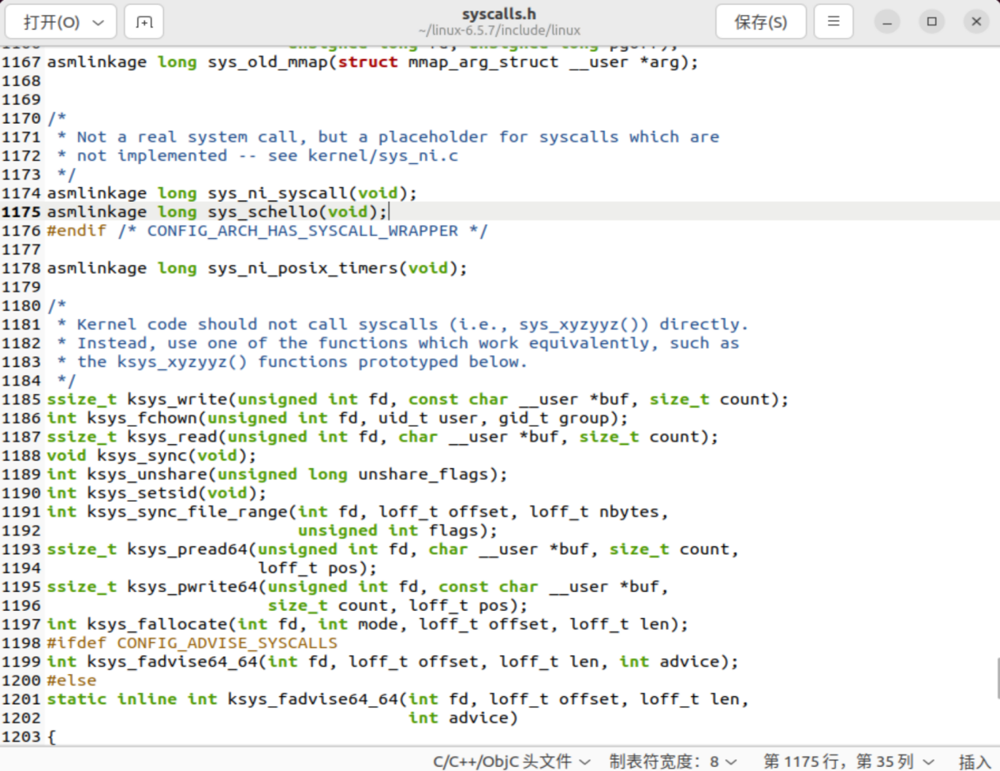 打开(O)
syscalls.h
~/linux-6.5.7/include/linux
保存(S)
1167 asmlinkage long sys_old_mmap(struct mmap_arg_struct __user *arg);
1168
1169
1170 /*
1171  * Not a real system call, but a placeholder for syscalls which are
1172  * not implemented -- see kernel/sys_ni.c
1173  */
1174 asmlinkage long sys_ni_syscall(void);
1175 asmlinkage long sys_schello(void);
1176 #endif /* CONFIG_ARCH_HAS_SYSCALL_WRAPPER */
1177
1178 asmlinkage long sys_ni_posix_timers(void);
1179
1180 /*
1181  * Kernel code should not call syscalls (i.e., sys_xyzyyz()) directly.
1182  * Instead, use one of the functions which work equivalently, such as
1183  * the ksys_xyzyyz() functions prototyped below.
1184  */
1185 ssize_t ksys_write(unsigned int fd, const char __user *buf, size_t count);
1186 int ksys_fchown(unsigned int fd, uid_t user, gid_t group);
1187 ssize_t ksys_read(unsigned int fd, char __user *buf, size_t count);
1188 void ksys_sync(void);
1189 int ksys_unshare(unsigned long unshare_flags);
1190 int ksys_setsid(void);
1191 int ksys_sync_file_range(int fd, loff_t offset, loff_t nbytes,
1192                          unsigned int flags);
1193 ssize_t ksys_pread64(unsigned int fd, char __user *buf, size_t count,
1194                      loff_t pos);
1195 ssize_t ksys_pwrite64(unsigned int fd, const char __user *buf,
1196                       size_t count, loff_t pos);
1197 int ksys_fallocate(int fd, int mode, loff_t offset, loff_t len);
1198 #ifdef CONFIG_ADVISE_SYSCALLS
1199 int ksys_fadvise64_64(int fd, loff_t offset, loff_t len, int advice);
1200 #else
1201 static inline int ksys_fadvise64_64(int fd, loff_t offset, loff_t len,
1202                                     int advice)
1203 {
C/C++/ObjC 头文件 制表符宽度：8 第 1175 行，第 35 列 插入